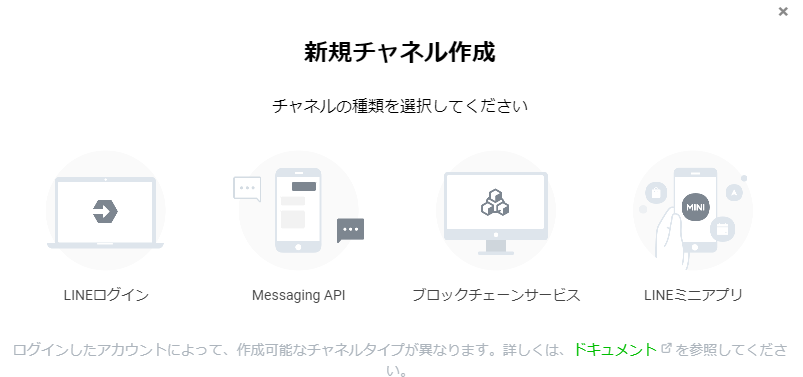 新規チャネル作成
チャネルの種類を選択してください
MINI
LINEログイン
Messaging API
ブロックチェーンサービス
LINEミニアプリ
ログインしたアカウントによって、作成可能なチャネルタイプが異なります。詳しくは、ドキュメントを参照してくださ
い。